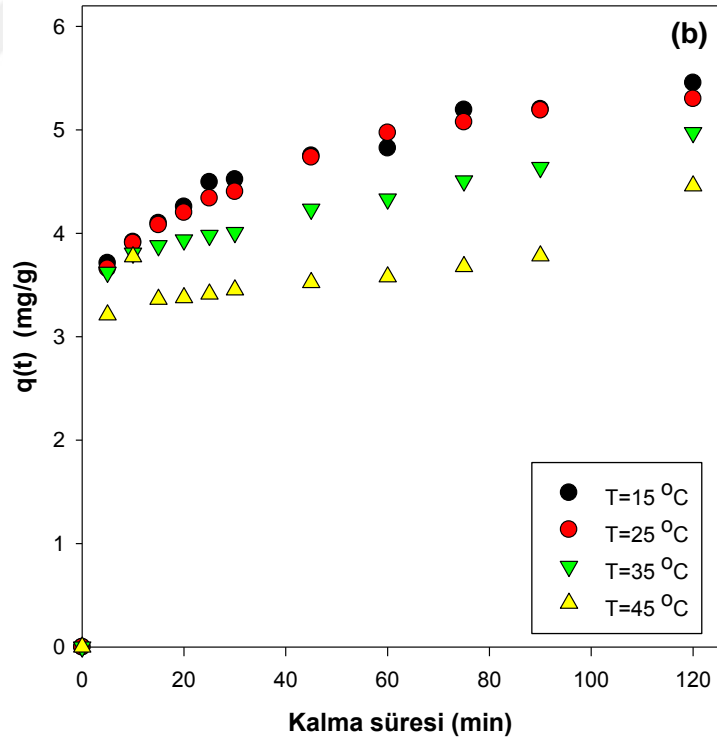 (b)
6
5
4
3
2
1
0
q(t) (mg/g)
T=15 °C
T=25 °C
T=35 °C
T=45 °C
0 20 40 60 80 100 120
Kalma süresi (min)